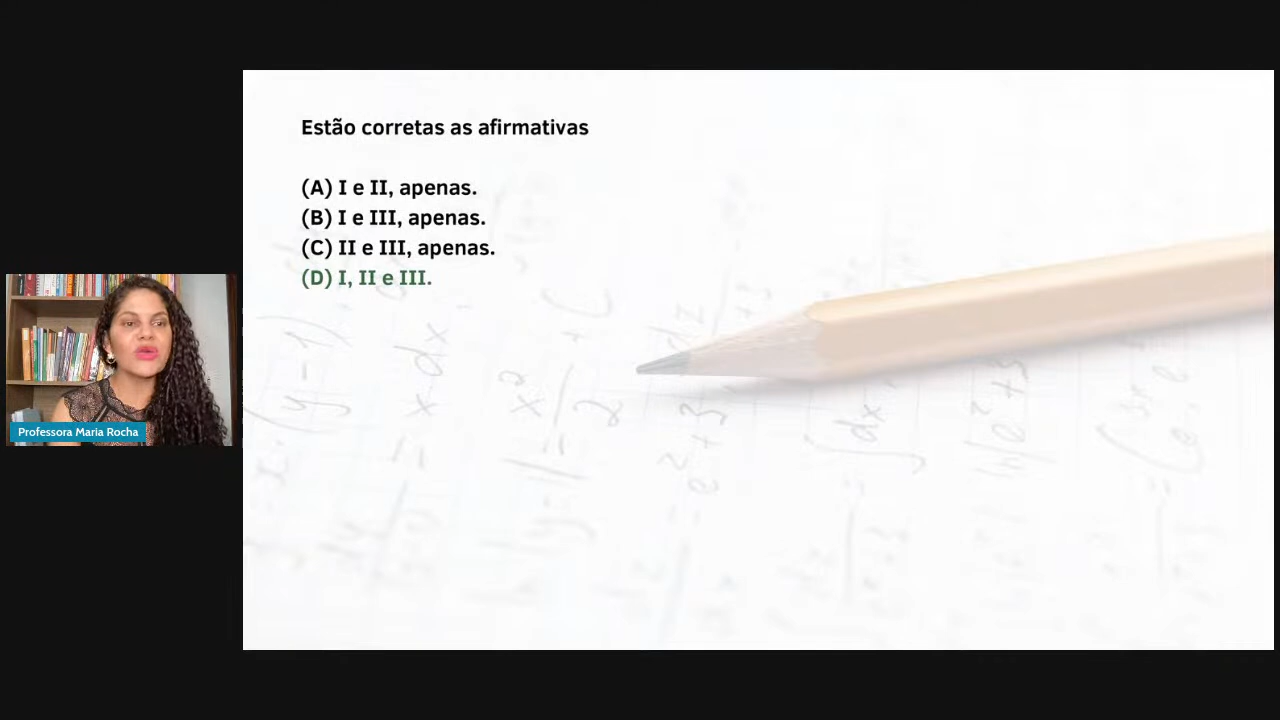 Estão corretas as afirmativas
(A) I e II, apenas.
(B) I e III, apenas.
(C) II e III, apenas.
(D) I, II e III.
Professora Maria Rocha